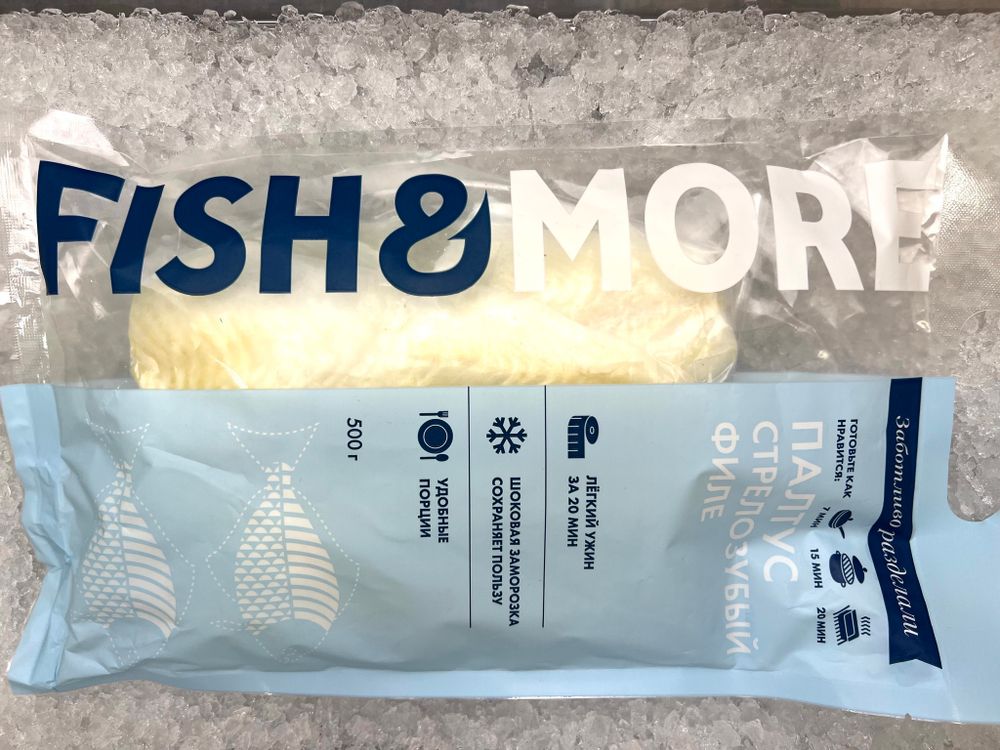 FISH&MORE
Заботливо разделали
ГОТОВЬТЕ КАК
НРАВИТСЯ:
7 МИН
15 МИН
20 МИН
ПАЛТУС
СТРЕЛОЗУБЫЙ
ФИЛЕ
ЛЁГКИЙ УЖИН
ЗА 20 МИН
ШОКОВАЯ ЗАМОРОЗКА
СОХРАНЯЕТ ПОЛЬЗУ
УДОБНЫЕ
ПОРЦИИ
500 г